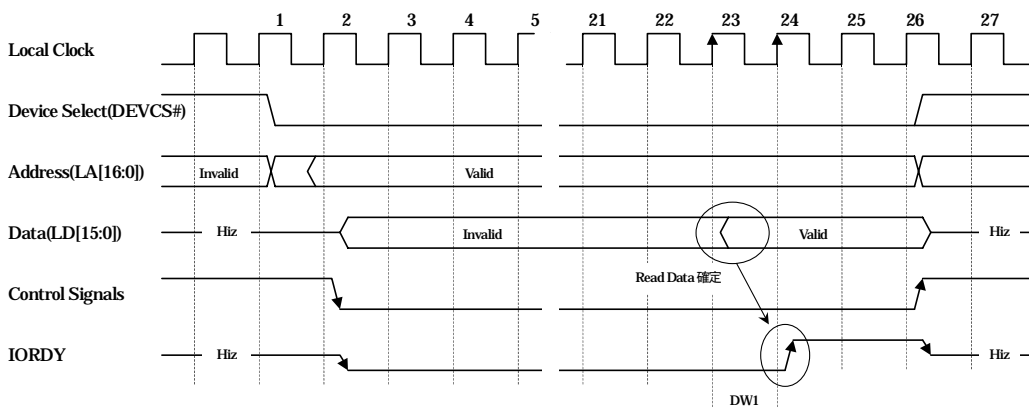 1 2 3 4 5 21 22 23 24 25 26 27
Local Clock
Device Select(DEVCS#)
Address(LA[16:0]) Invalid Valid
Data(LD[15:0]) Hiz Invalid Valid Hiz
Read Data 確定
Control Signals
IORDY Hiz Hiz
DW1